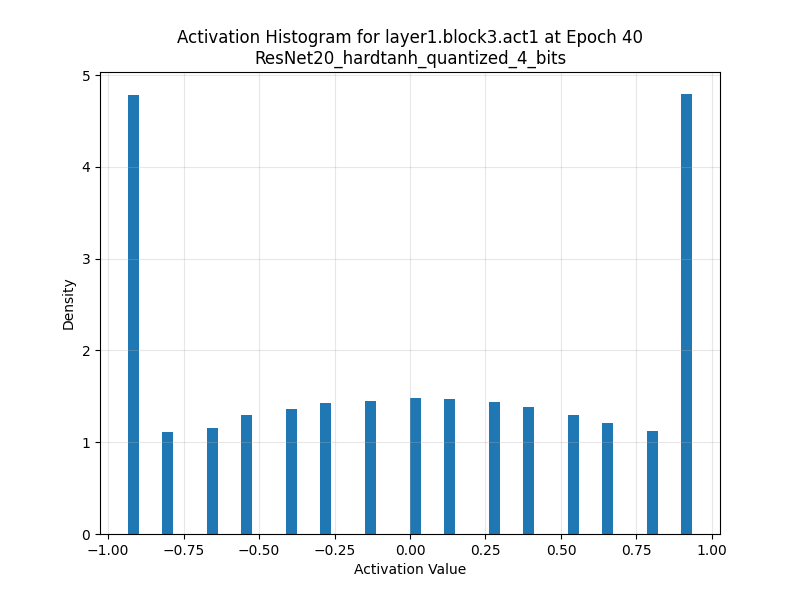 Activation Histogram for layer1.block3.act1 at Epoch 40
ResNet20_hardtanh_quantized_4_bits
5
4
3
2
1
0
Density
−1.00 −0.75 −0.50 −0.25 0.00 0.25 0.50 0.75 1.00
Activation Value